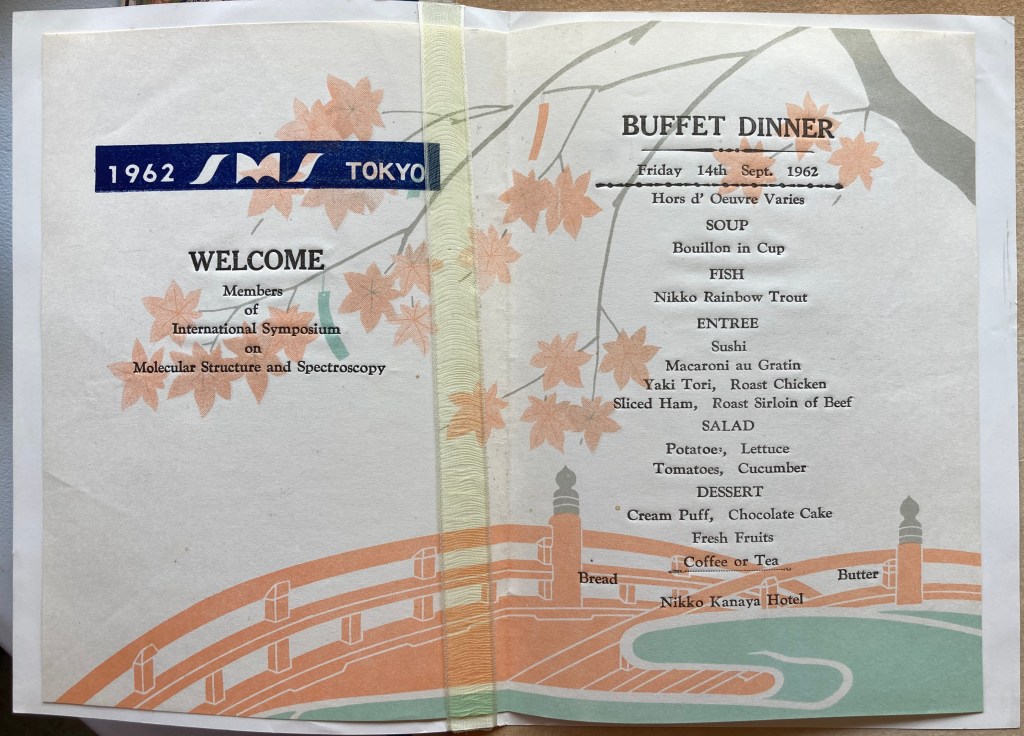 1962 SMS TOKYO
WELCOME
Members
of
International Symposium
on
Molecular Structure and Spectroscopy
BUFFET DINNER
Friday 14th Sept. 1962
Hors d' Oeuvre Varies
SOUP
Bouillon in Cup
FISH
Nikko Rainbow Trout
ENTREE
Sushi
Macaroni au Gratin
Yaki Tori, Roast Chicken
Sliced Ham, Roast Sirloin of Beef
SALAD
Potatoes, Lettuce
Tomatoes, Cucumber
DESSERT
Cream Puff, Chocolate Cake
Fresh Fruits
Coffee or Tea
Bread Butter
Nikko Kanaya Hotel